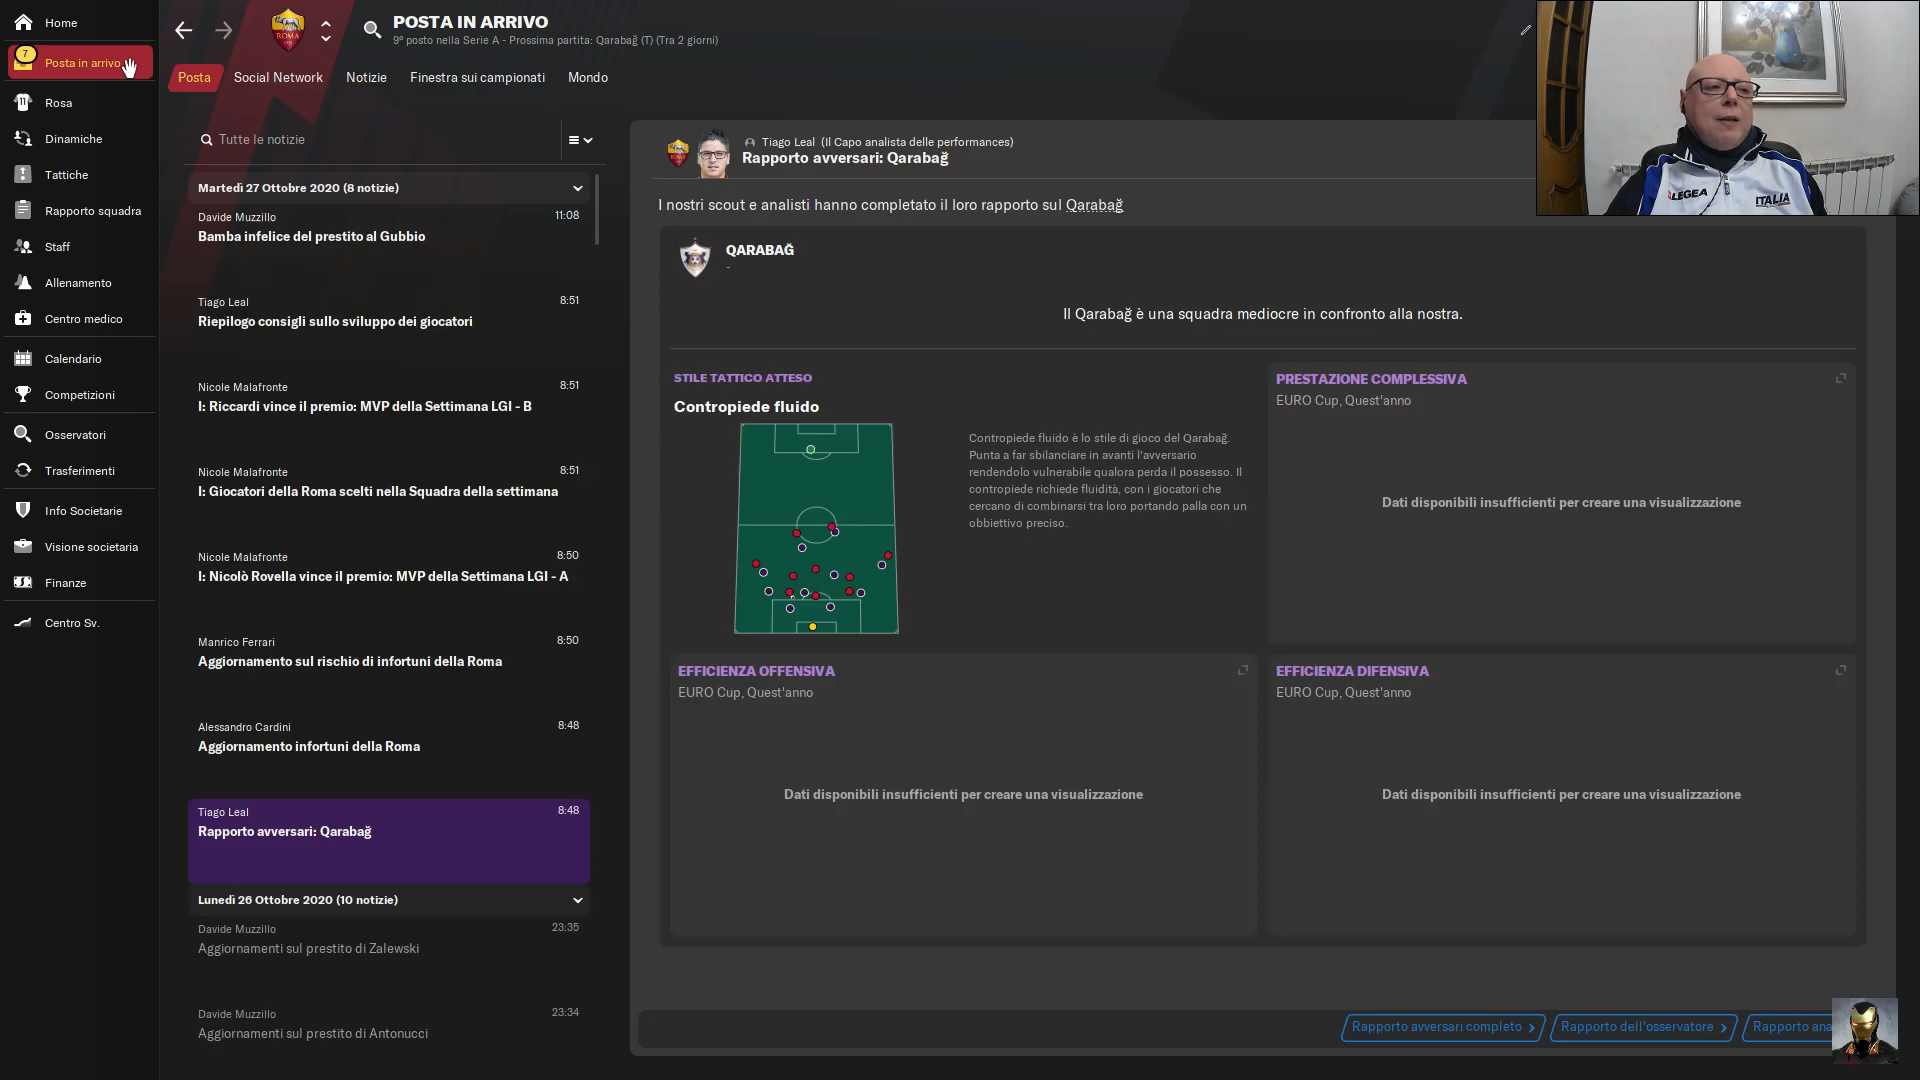 Home
7
Posta in arrivo
Rosa
Dinamiche
Tattiche
Rapporto squadra
Staff
Allenamento
Centro medico
Calendario
Competizioni
Osservatori
Trasferimenti
Info Societarie
Visione societaria
Finanze
Centro Sv.
ROMA
POSTA IN ARRIVO
9° posto nella Serie A - Prossima partita: Qarabağ (T) (Tra 2 giorni)
Posta
Social Network
Notizie
Finestra sui campionati
Mondo
Tutte le notizie
Martedì 27 Ottobre 2020 (8 notizie)
Davide Muzzillo 11:08
Bamba infelice del prestito al Gubbio
Tiago Leal 8:51
Riepilogo consigli sullo sviluppo dei giocatori
Nicole Malafronte 8:51
I: Riccardi vince il premio: MVP della Settimana LGI - B
Nicole Malafronte 8:51
I: Giocatori della Roma scelti nella Squadra della settimana
Nicole Malafronte 8:50
I: Nicolò Rovella vince il premio: MVP della Settimana LGI - A
Manrico Ferrari 8:50
Aggiornamento sul rischio di infortuni della Roma
Alessandro Cardini 8:48
Aggiornamento infortuni della Roma
Tiago Leal 8:48
Rapporto avversari: Qarabağ
Lunedì 26 Ottobre 2020 (10 notizie)
Davide Muzzillo 23:35
Aggiornamenti sul prestito di Zalewski
Davide Muzzillo 23:34
Aggiornamenti sul prestito di Antonucci
Tiago Leal (Il Capo analista delle performances)
Rapporto avversari: Qarabağ
I nostri scout e analisti hanno completato il loro rapporto sul Qarabağ
QARABAĞ
-
Il Qarabağ è una squadra mediocre in confronto alla nostra.
STILE TATTICO ATTESO
Contropiede fluido
Contropiede fluido è lo stile di gioco del Qarabağ.
Punta a far sbilanciare in avanti l'avversario
rendendolo vulnerabile qualora perda il possesso. Il
contropiede richiede fluidità, con i giocatori che
cercano di combinarsi tra loro portando palla con un
obbiettivo preciso.
PRESTAZIONE COMPLESSIVA
EURO Cup, Quest'anno
Dati disponibili insufficienti per creare una visualizzazione
EFFICIENZA OFFENSIVA
EURO Cup, Quest'anno
Dati disponibili insufficienti per creare una visualizzazione
EFFICIENZA DIFENSIVA
EURO Cup, Quest'anno
Dati disponibili insufficienti per creare una visualizzazione
Rapporto avversari completo
Rapporto dell'osservatore
Rapporto ana
LEGEA
ITALIA